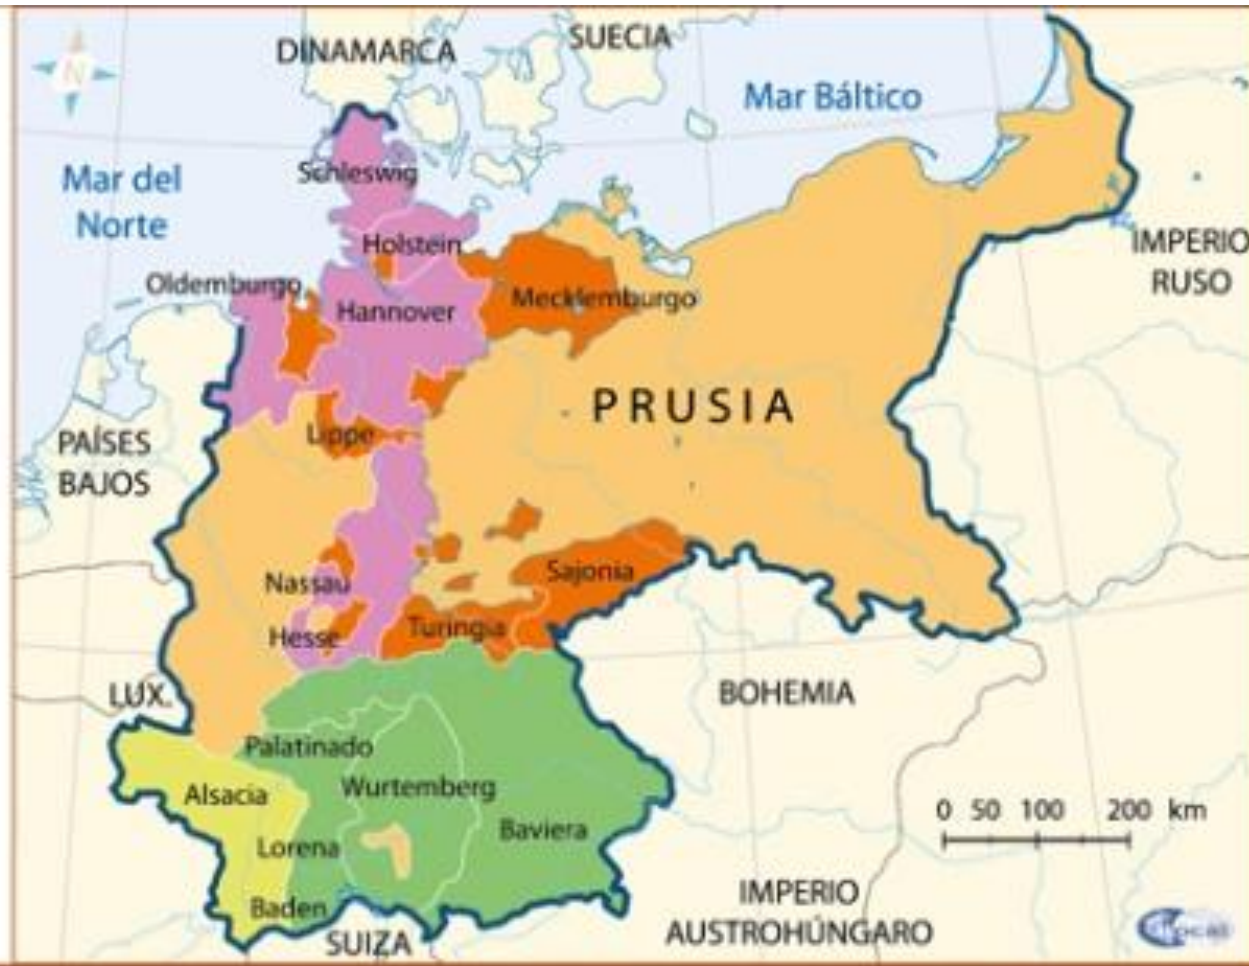 DINAMARCA
SUECIA
N
Mar Báltico
Mar del
Norte
Schleswig
Holstein
IMPERIO
RUSO
Oldemburgo
Hannover
Mecklemburgo
PRUSIA
PAÍSES
BAJOS
Lippe
Nassau
Sajonia
Hesse
Turingia
LUX.
BOHEMIA
Palatinado
Alsacia
Wurtemberg
Baviera
0 50 100 200 km
Lorena
Baden
SUIZA
IMPERIO
AUSTROHÚNGARO